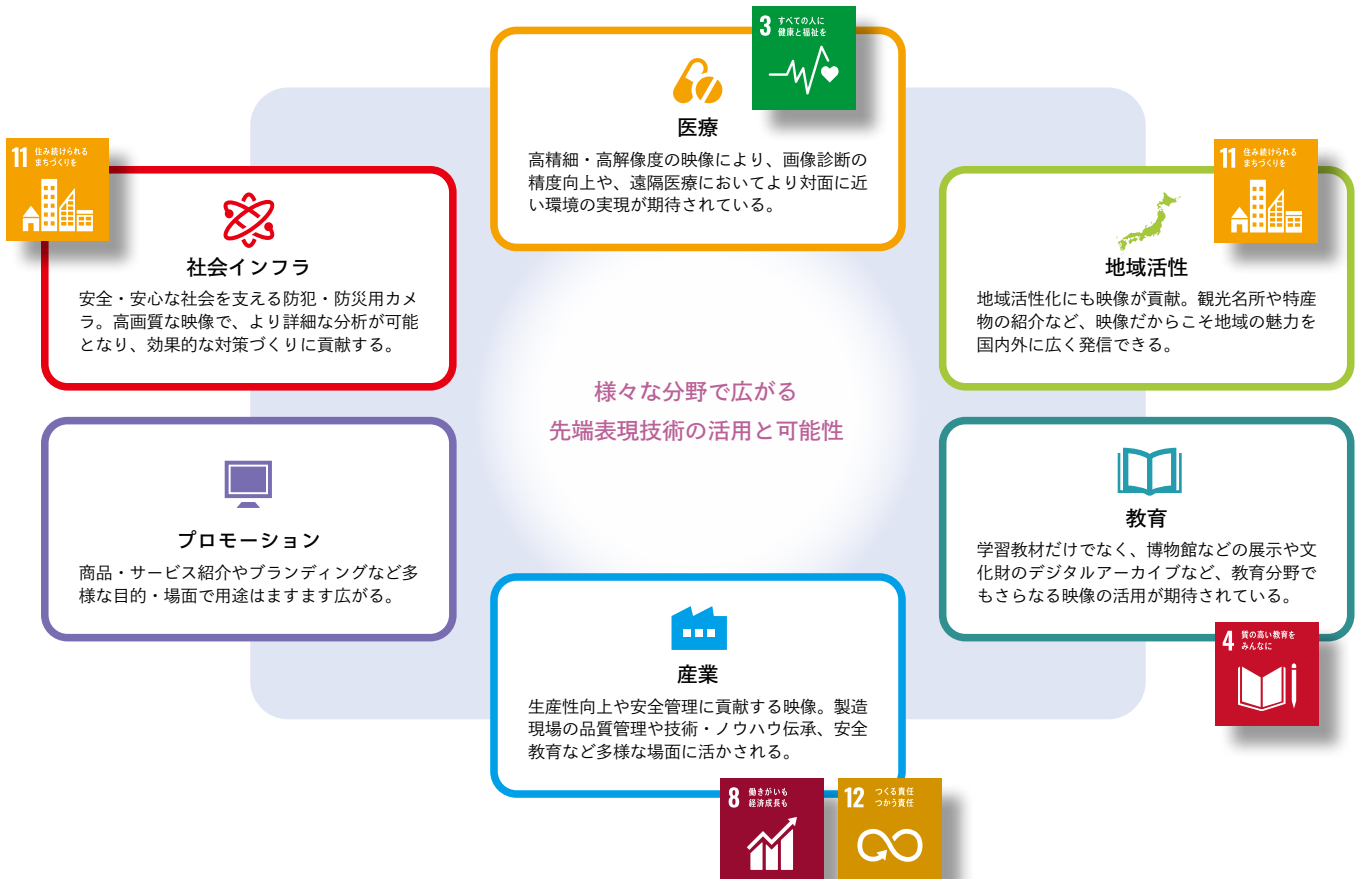 3 すべての人に
健康と福祉を
医療
高精細・高解像度の映像により、画像診断の
精度向上や、遠隔医療においてより対面に近
い環境の実現が期待されている。
11 住み続けられる
まちづくりを
社会インフラ
安全・安心な社会を支える防犯・防災用カメ
ラ。高画質な映像で、より詳細な分析が可能
となり、効果的な対策づくりに貢献する。
11 住み続けられる
まちづくりを
地域活性
地域活性化にも映像が貢献。観光名所や特産
物の紹介など、映像だからこそ地域の魅力を
国内外に広く発信できる。
様々な分野で広がる
先端表現技術の活用と可能性
プロモーション
商品・サービス紹介やブランディングなど多
様な目的・場面で用途はますます広がる。
教育
学習教材だけでなく、博物館などの展示や文
化財のデジタルアーカイブなど、教育分野で
もさらなる映像の活用が期待されている。
4 質の高い教育を
みんなに
産業
生産性向上や安全管理に貢献する映像。製造
現場の品質管理や技術・ノウハウ伝承、安全
教育など多様な場面に活かされる。
8 働きがいも
経済成長も
12 つくる責任
つかう責任